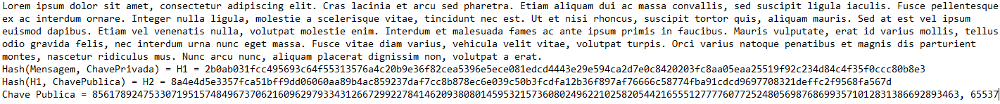 Lorem ipsum dolor sit amet, consectetur adipiscing elit. Cras lacinia et arcu sed pharetra. Etiam aliquam dui ac massa convallis, sed suscipit ligula iaculis. Fusce pellentesque
ex ac interdum ornare. Integer nulla ligula, molestie a scelerisque vitae, tincidunt nec est. Ut et nisi rhoncus, suscipit tortor quis, aliquam mauris. Sed at est vel ipsum
euismod dapibus. Etiam vel venenatis nulla, volutpat molestie enim. Interdum et malesuada fames ac ante ipsum primis in faucibus. Mauris vulputate, erat id varius mollis, tellus
odio gravida felis, nec interdum urna nunc eget massa. Fusce vitae diam varius, vehicula velit vitae, volutpat turpis. Orci varius natoque penatibus et magnis dis parturient
montes, nascetur ridiculus mus. Nunc arcu nunc, aliquam placerat dignissim non, volutpat a erat.
Hash(Mensagem, ChavePrivada) = H1 = 2b0ab031fcc495693c64f55313576a4c20b9e36f82cea5396e5ece081edcd4443e29e594ca2d7e0c8420203fc8aa05eaa25519f92c234d84c4f35f0ccc80b8e3
Hash(H1, ChavePublica) = H2 = 8a4e4d5e3357fca51bff9dd06060aa89b4ac859237daf7cc8b878ec6e039c50b3fcdfa12b36f897af76666c58774fba91cdcd9697708321deffc2f9568fa567d
Chave Publica = 8561789247533071951574849673706216096297933431266729922784146209380801459532157360802496221025820544216555127777607725248056987686993571012831386692893463, 65537